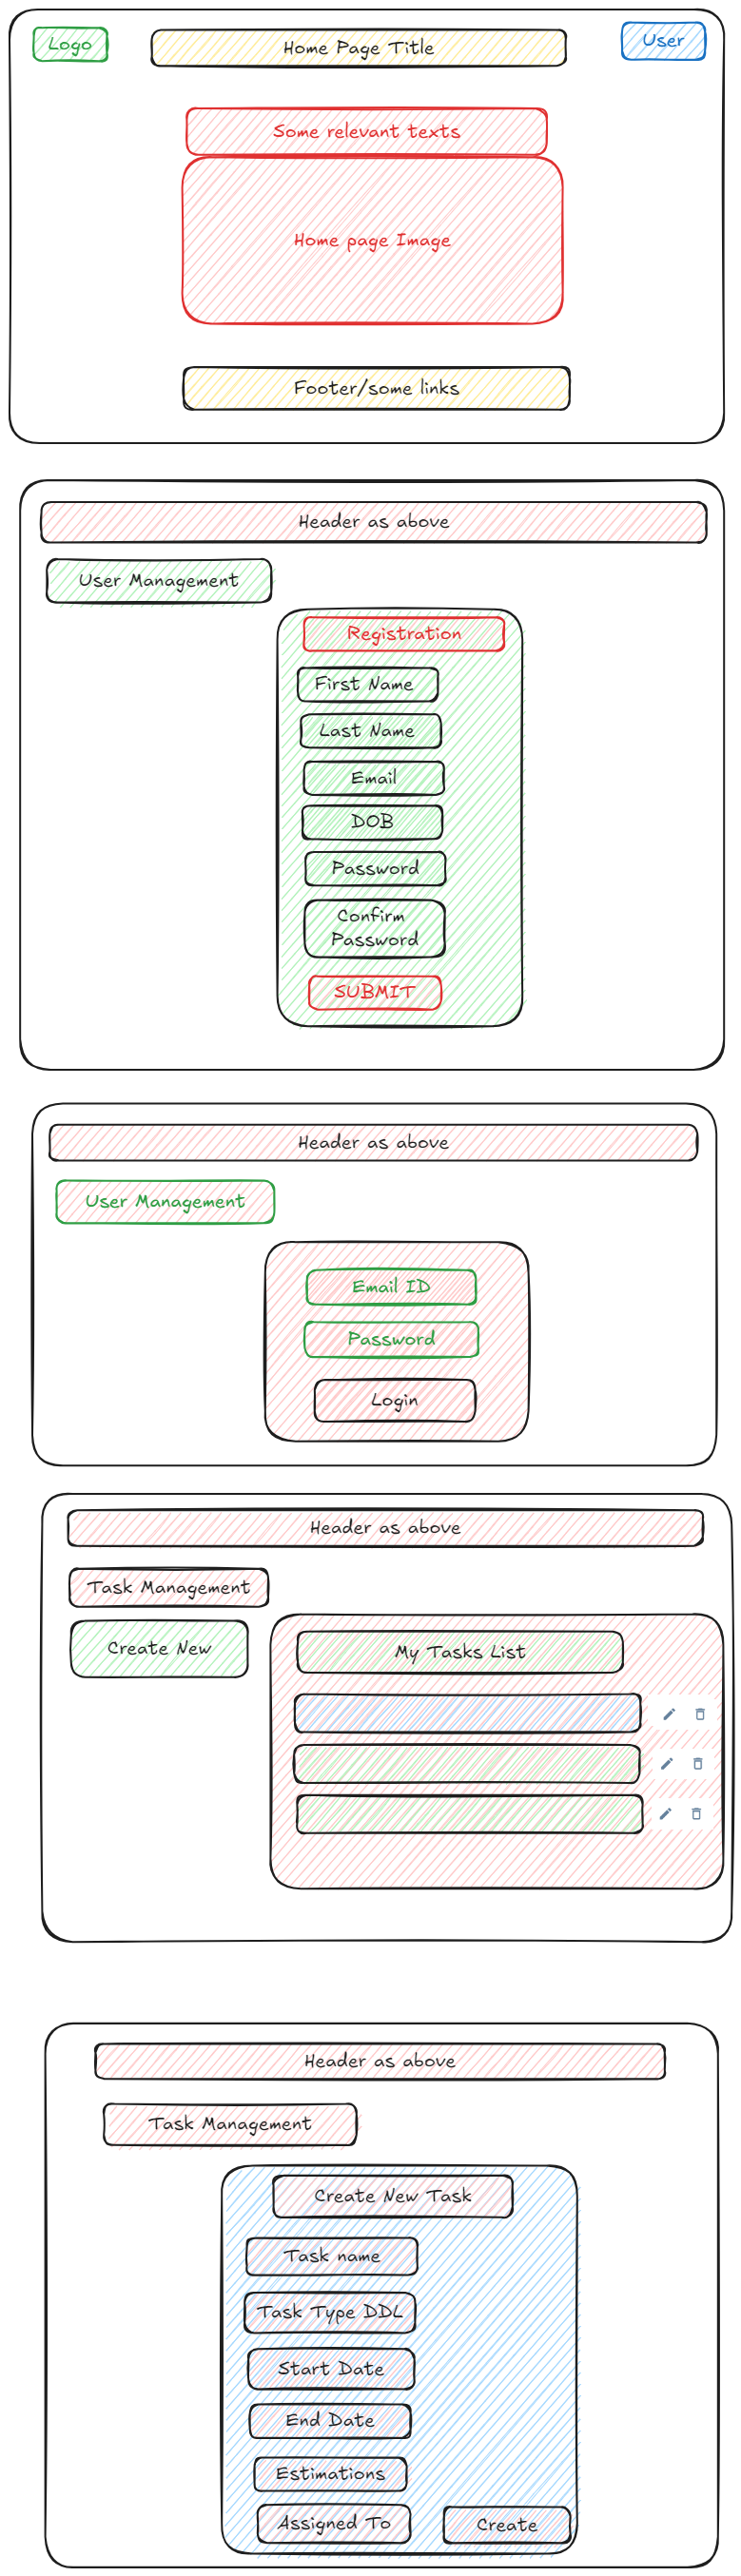 Logo
Home Page Title
User
Some relevant texts
Home page Image
Footer/some links
Header as above
User Management
Registration
First Name
Last Name
Email
DOB
Password
Confirm
Password
SUBMIT
Header as above
User Management
Email ID
Password
Login
Header as above
Task Management
Create New
My Tasks List
Header as above
Task Management
Create New Task
Task name
Task Type DDL
Start Date
End Date
Estimations
Assigned To
Create